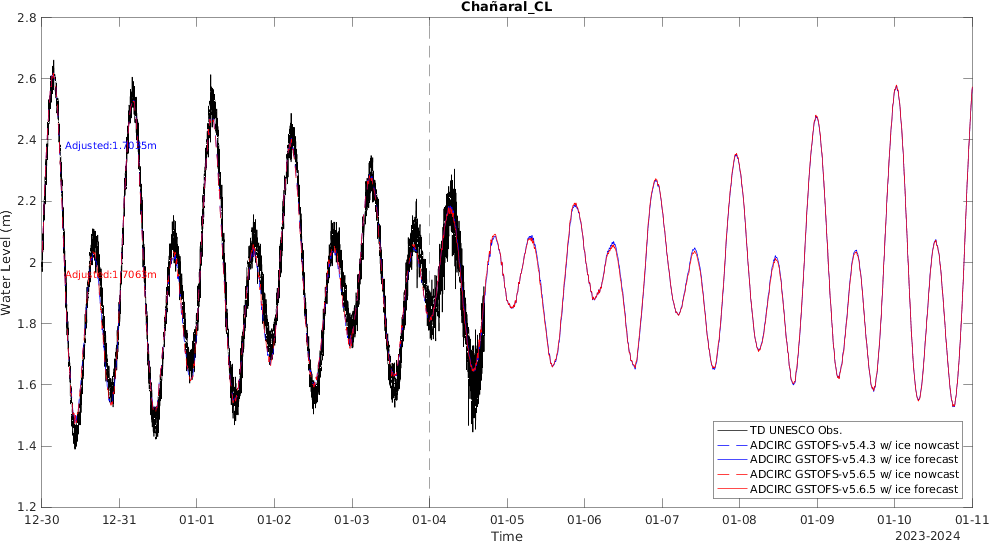 Chañaral_CL
2.8
2.6
2.4
2.2
2
1.8
1.6
1.4
1.2
Water Level (m)
Adjusted:1.7035m
Adjusted:1.7063m
TD UNESCO Obs.
ADCIRC GSTOFS-v5.4.3 w/ ice nowcast
ADCIRC GSTOFS-v5.4.3 w/ ice forecast
ADCIRC GSTOFS-v5.6.5 w/ ice nowcast
ADCIRC GSTOFS-v5.6.5 w/ ice forecast
12-30 12-31 01-01 01-02 01-03 01-04 01-05 01-06 01-07 01-08 01-09 01-10 01-11
Time
2023-2024